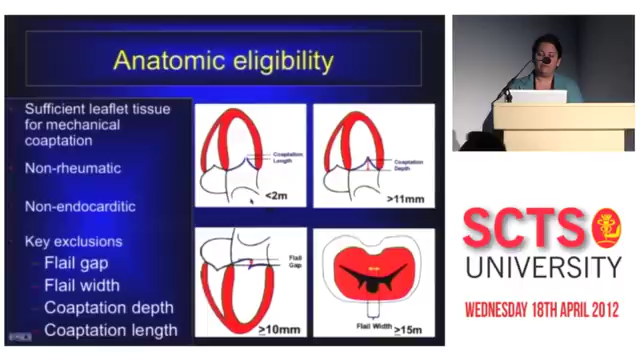 Anatomic eligibility
Sufficient leaflet tissue
for mechanical
coaptation
Non-rheumatic
Non-endocarditic
Key exclusions
Flail gap
Flail width
Coaptation depth
Coaptation length
Coaptation
Length
<2m
Coaptation
Depth
>11mm
Flail
Gap
≥10mm
Flail Width
≥15m
SCTS
UNIVERSITY
WEDNESDAY 18TH APRIL 2012